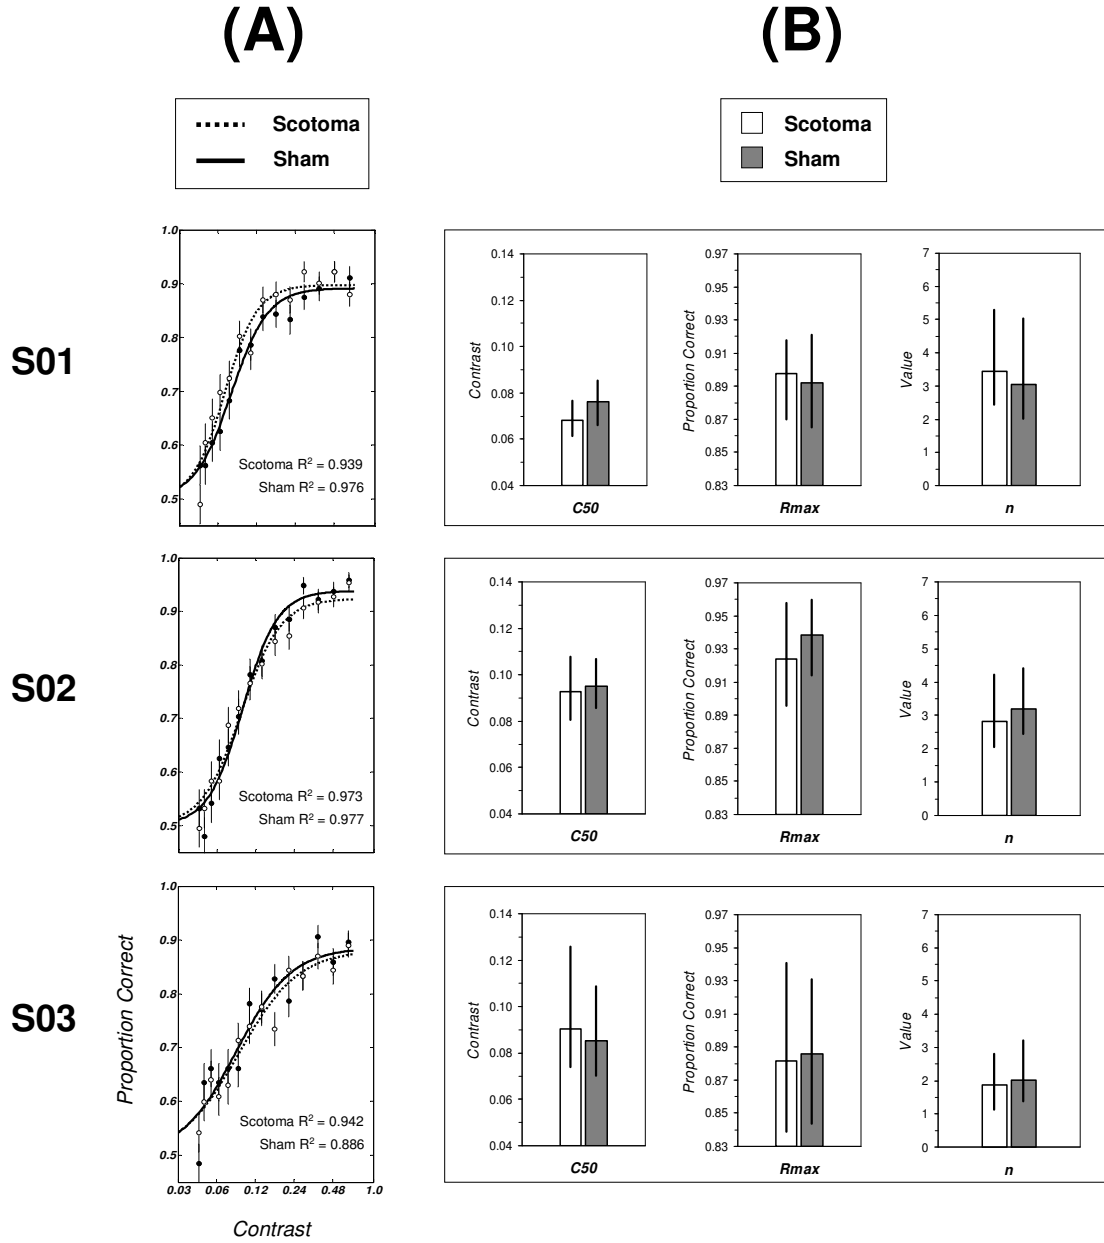 (A)
(B)
Scotoma
Sham
Scotoma
Sham
S01
1.0
0.9
0.8
0.7
0.6
0.5
Scotoma R² = 0.939
Sham R² = 0.976
Contrast
0.14
0.12
0.10
0.08
0.06
0.04
C50
Proportion Correct
0.97
0.95
0.93
0.91
0.89
0.87
0.85
0.83
Rmax
Value
7
6
5
4
3
2
1
0
n
S02
1.0
0.9
0.8
0.7
0.6
0.5
Scotoma R² = 0.973
Sham R² = 0.977
Contrast
0.14
0.12
0.10
0.08
0.06
0.04
C50
Proportion Correct
0.97
0.95
0.93
0.91
0.89
0.87
0.85
0.83
Rmax
Value
7
6
5
4
3
2
1
0
n
S03
Proportion Correct
1.0
0.9
0.8
0.7
0.6
0.5
Scotoma R² = 0.942
Sham R² = 0.886
0.03 0.06 0.12 0.24 0.48 1.0
Contrast
Contrast
0.14
0.12
0.10
0.08
0.06
0.04
C50
Proportion Correct
0.97
0.95
0.93
0.91
0.89
0.87
0.85
0.83
Rmax
Value
7
6
5
4
3
2
1
0
n